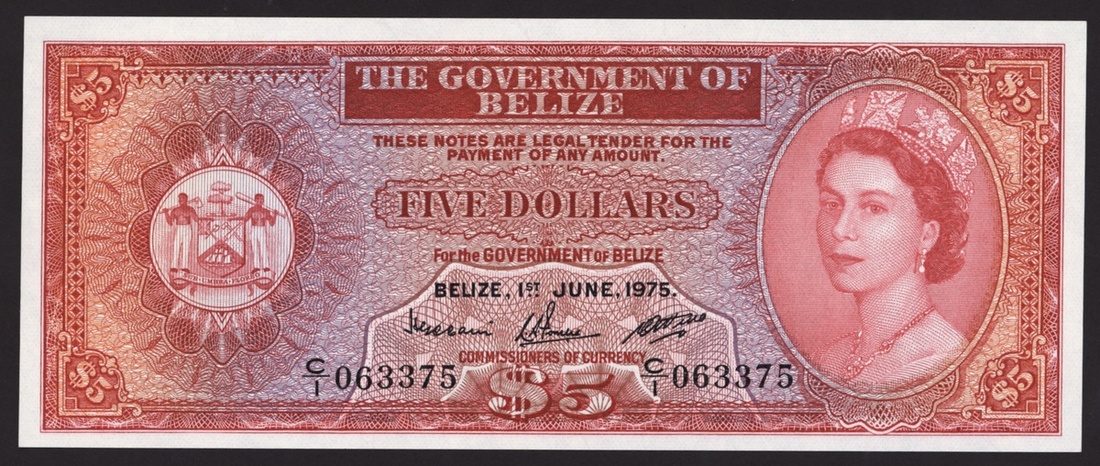 $5
$5
THE GOVERNMENT OF
BELIZE
THESE NOTES ARE LEGAL TENDER FOR THE
PAYMENT OF ANY AMOUNT.
FIVE DOLLARS
For the GOVERNMENT OF BELIZE
BELIZE, 1ST JUNE, 1975.
COMMISSIONERS OF CURRENCY
C/1 063375
C/1 063375
$5
$5
$5